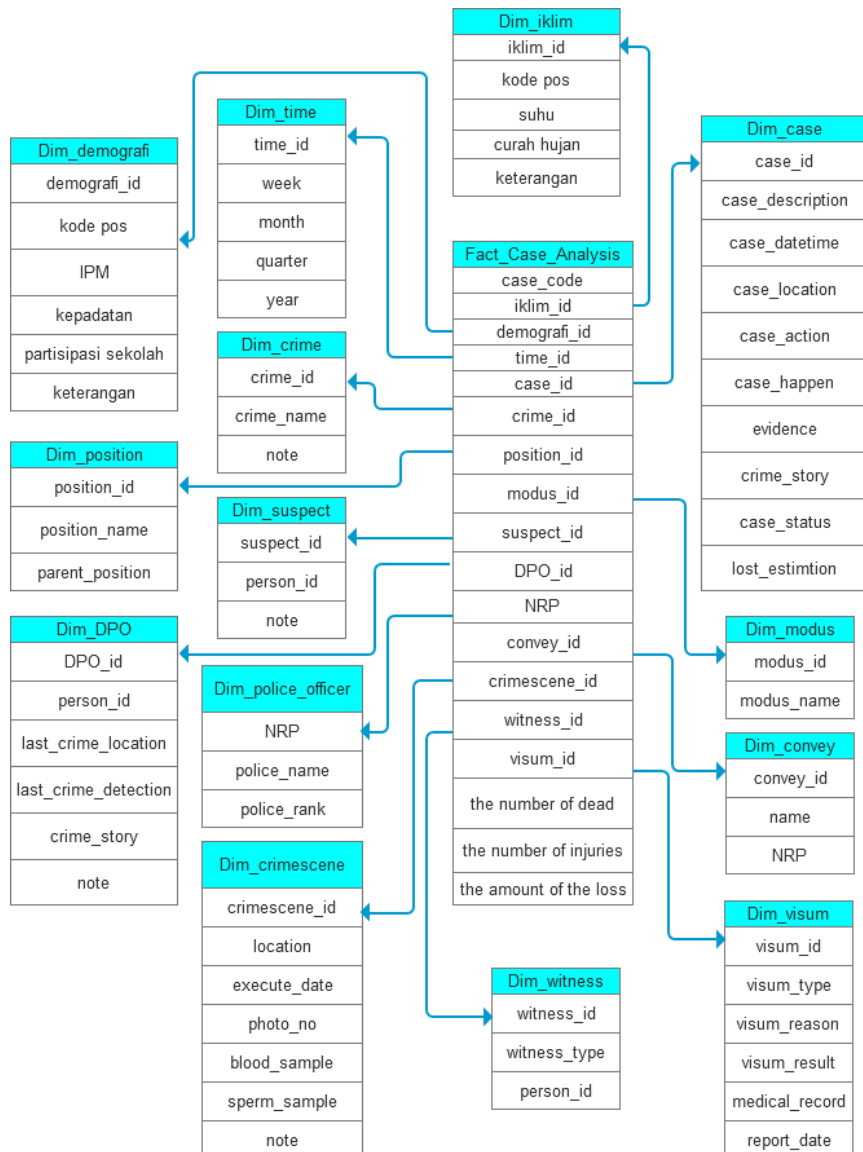 Dim_iklim
iklim_id
kode pos
suhu
curah hujan
keterangan
Dim_time
time_id
week
month
quarter
year
Dim_case
case_id
case_description
case_datetime
case_location
case_action
case_happen
evidence
crime_story
case_status
lost_estimtion
Dim_demografi
demografi_id
kode pos
IPM
kepadatan
partisipasi sekolah
keterangan
Fact_Case_Analysis
case_code
iklim_id
demografi_id
time_id
case_id
crime_id
position_id
modus_id
suspect_id
DPO_id
NRP
convey_id
crimescene_id
witness_id
visum_id
the number of dead
the number of injuries
the amount of the loss
Dim_crime
crime_id
crime_name
note
Dim_position
position_id
position_name
parent_position
Dim_suspect
suspect_id
person_id
note
Dim_DPO
DPO_id
person_id
last_crime_location
last_crime_detection
crime_story
note
Dim_modus
modus_id
modus_name
Dim_police_officer
NRP
police_name
police_rank
Dim_convey
convey_id
name
NRP
Dim_crimescene
crimescene_id
location
execute_date
photo_no
blood_sample
sperm_sample
note
Dim_visum
visum_id
visum_type
visum_reason
visum_result
medical_record
report_date
Dim_witness
witness_id
witness_type
person_id